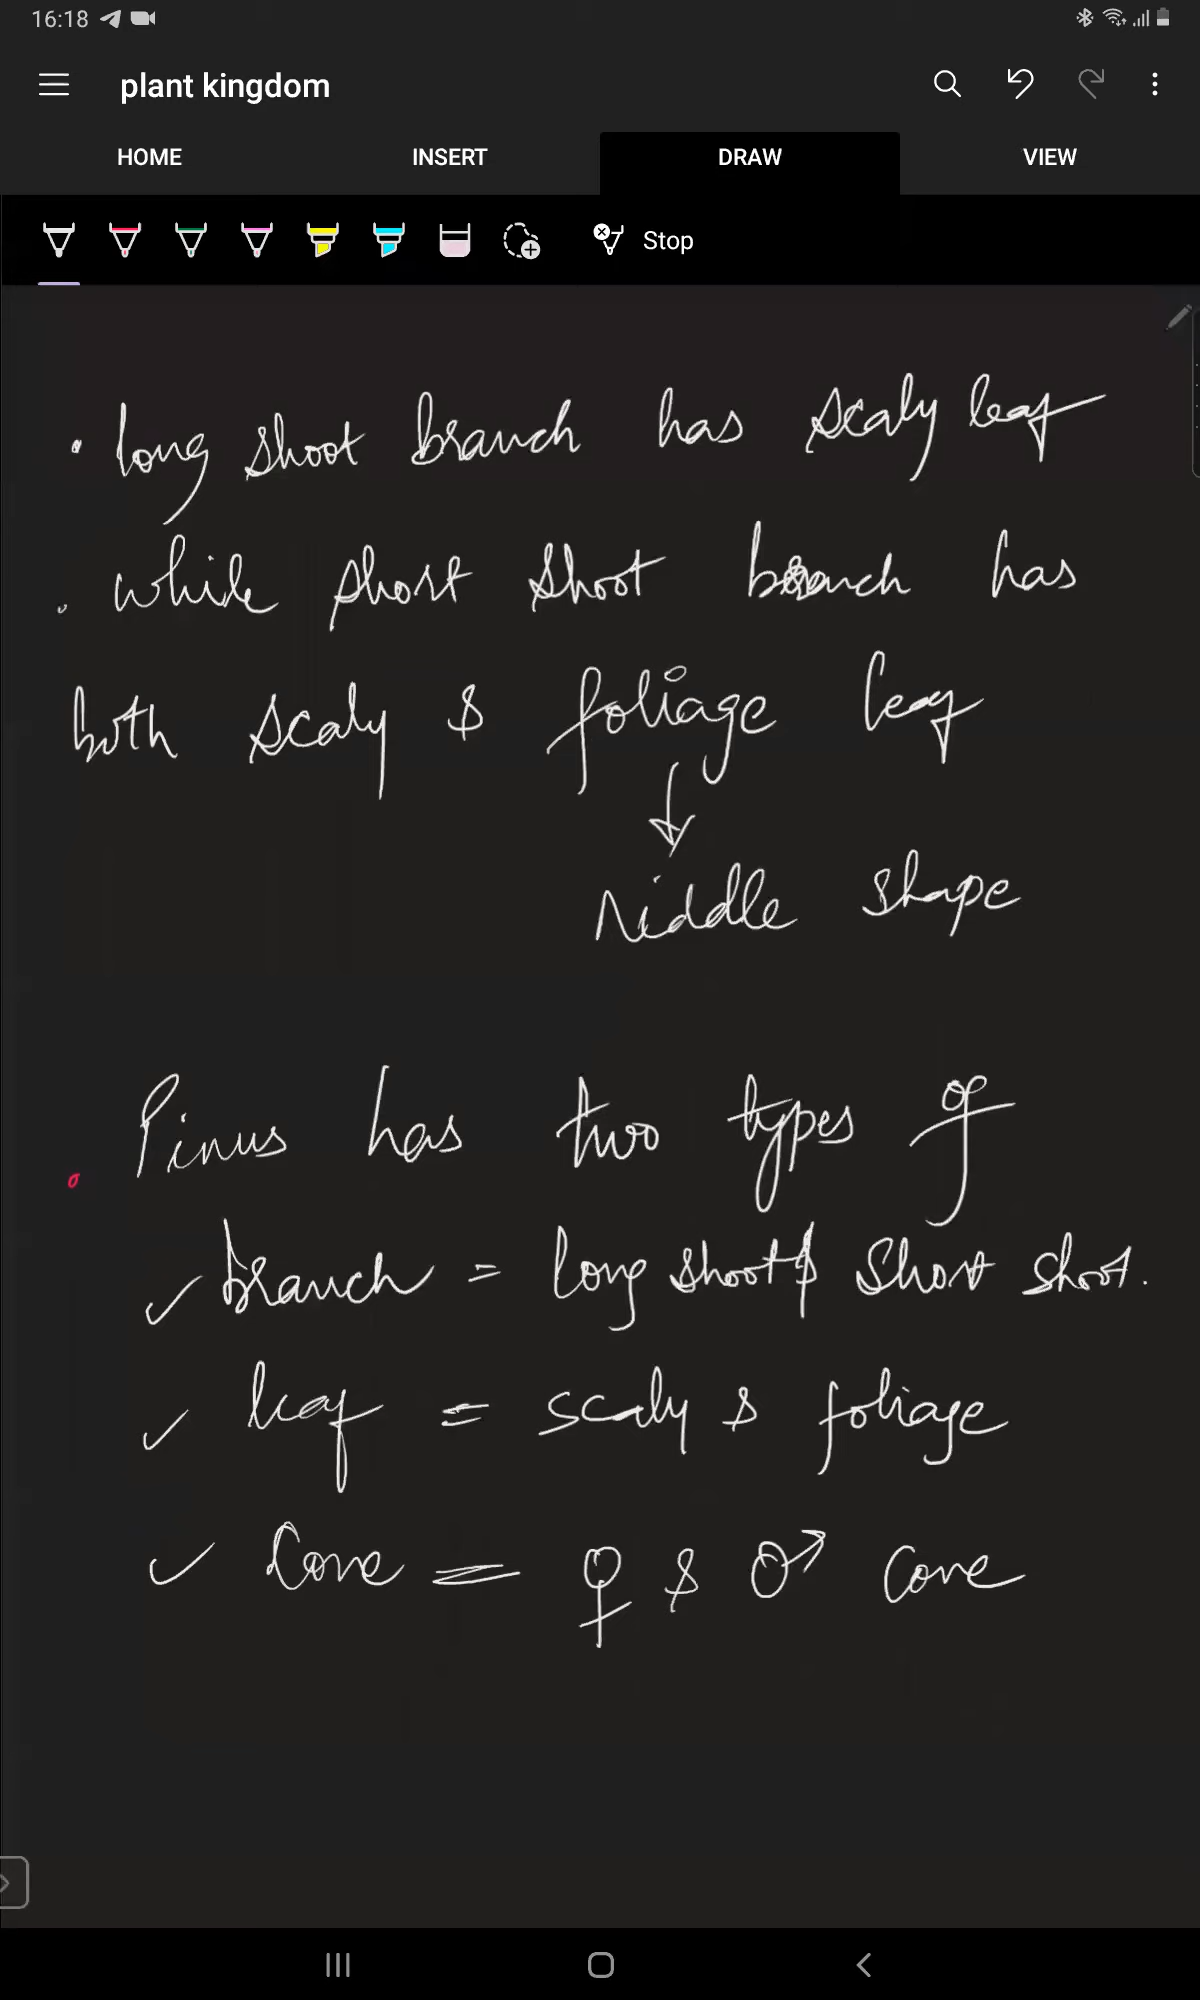 16:18
plant kingdom
HOME INSERT DRAW VIEW
Stop
• long shoot branch has scaly leaf
. while short shoot branch has
both scaly & foliage leaf
↓
Niddle shape
Pinus has two types of
✓ branch = long shoot & short shoot.
✓ leaf = scaly & foliage
✓ Cone = ♀ & ♂ cone